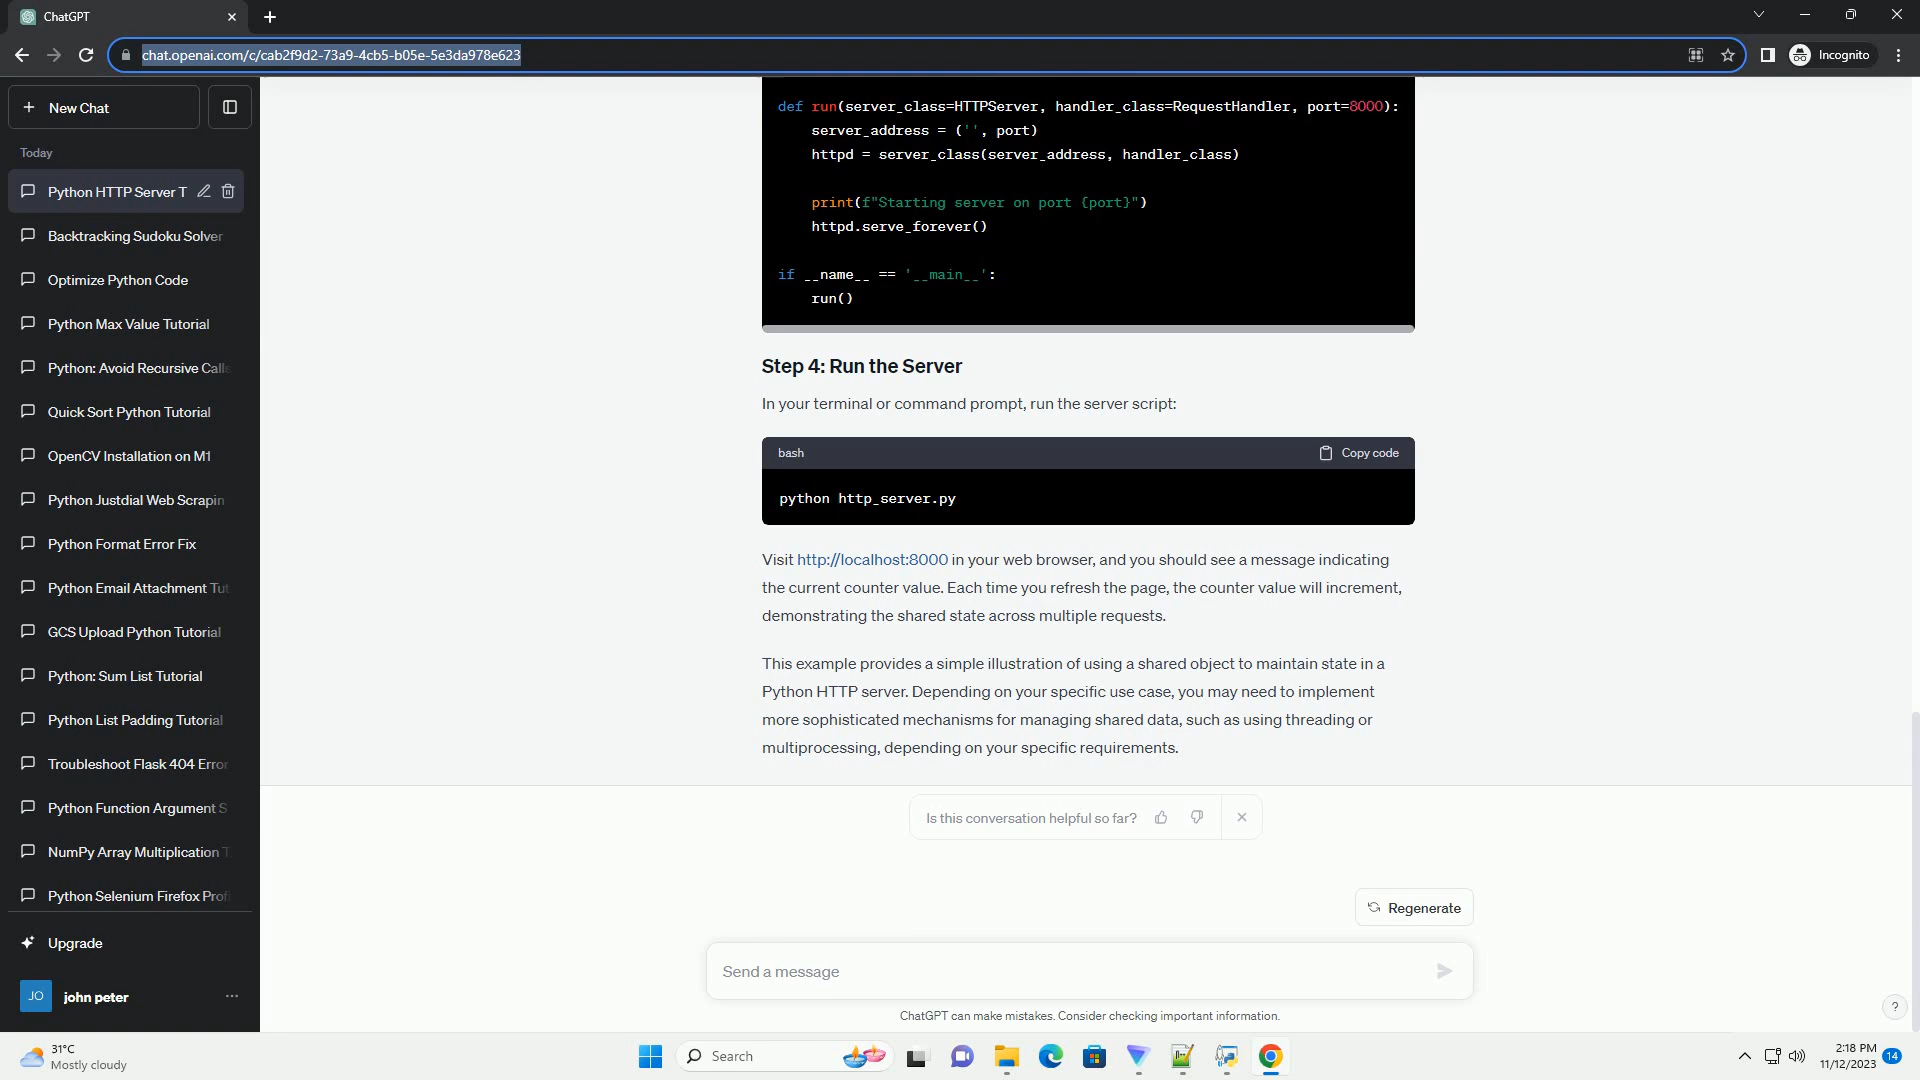 ChatGPT
chat.openai.com/c/cab2f9d2-73a9-4cb5-b05e-5e3da978e623
Incognito
New Chat
Today
Python HTTP Server T
Backtracking Sudoku Solver
Optimize Python Code
Python Max Value Tutorial
Python: Avoid Recursive Calls
Quick Sort Python Tutorial
OpenCV Installation on M1
Python Justdial Web Scrapin
Python Format Error Fix
Python Email Attachment Tut
GCS Upload Python Tutorial
Python: Sum List Tutorial
Python List Padding Tutorial
Troubleshoot Flask 404 Error
Python Function Argument S
NumPy Array Multiplication T
Python Selenium Firefox Prof
Upgrade
JO
john peter
def run(server_class=HTTPServer, handler_class=RequestHandler, port=8000):
server_address = ('', port)
httpd = server_class(server_address, handler_class)
print(f"Starting server on port {port}")
httpd.serve_forever()
if __name__ == '__main__':
run()
Step 4: Run the Server
In your terminal or command prompt, run the server script:
bash
Copy code
python http_server.py
Visit http://localhost:8000 in your web browser, and you should see a message indicating
the current counter value. Each time you refresh the page, the counter value will increment,
demonstrating the shared state across multiple requests.
This example provides a simple illustration of using a shared object to maintain state in a
Python HTTP server. Depending on your specific use case, you may need to implement
more sophisticated mechanisms for managing shared data, such as using threading or
multiprocessing, depending on your specific requirements.
Is this conversation helpful so far?
Regenerate
Send a message
ChatGPT can make mistakes. Consider checking important information.
?
31°C
Mostly cloudy
Search
2:18 PM
11/12/2023
14